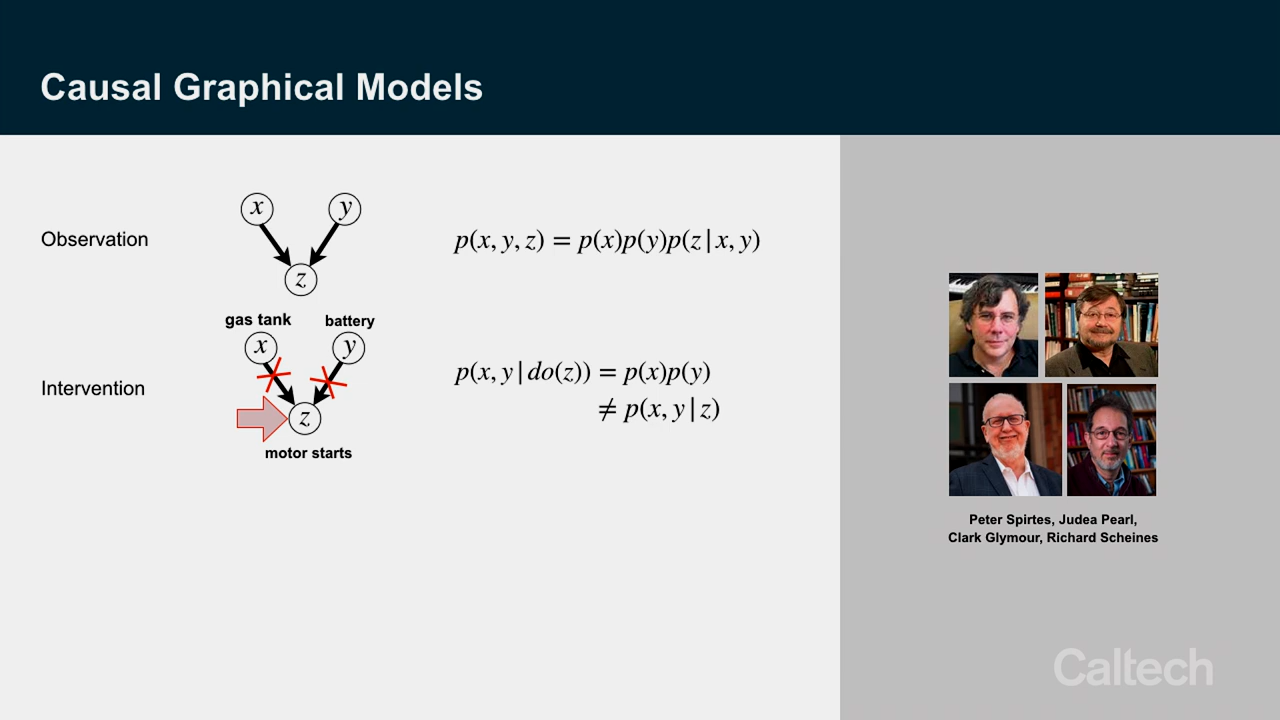 Causal Graphical Models
Observation
x y
z
p(x, y, z) = p(x)p(y)p(z | x, y)
gas tank battery
x y
Intervention
z
motor starts
p(x, y | do(z)) = p(x)p(y)
≠ p(x, y | z)
Peter Spirtes, Judea Pearl,
Clark Glymour, Richard Scheines
Caltech